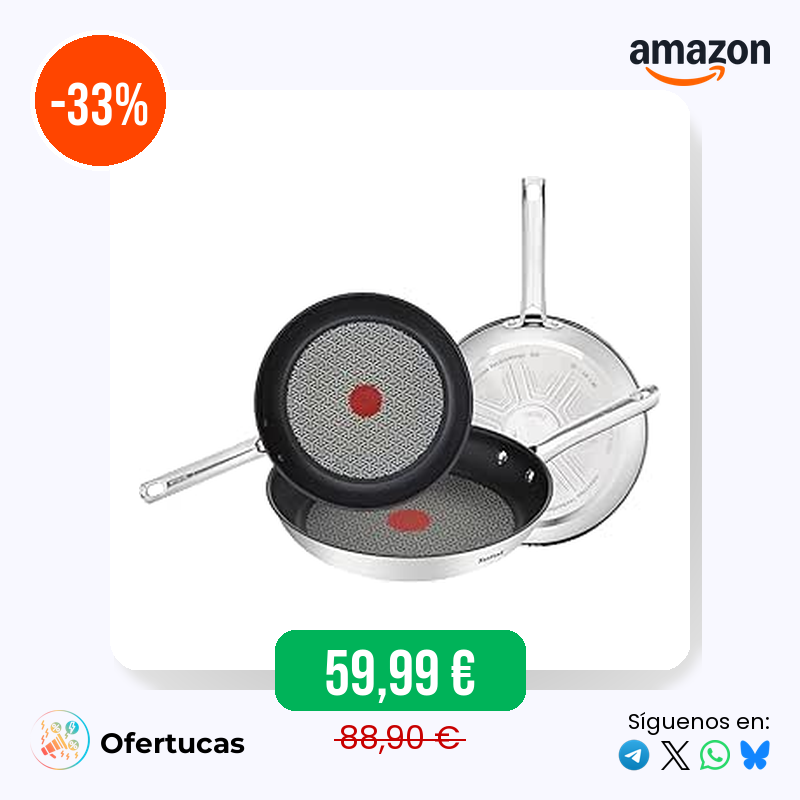 -33%
amazon
59,99 €
88,90 €
Ofertucas
Síguenos en: